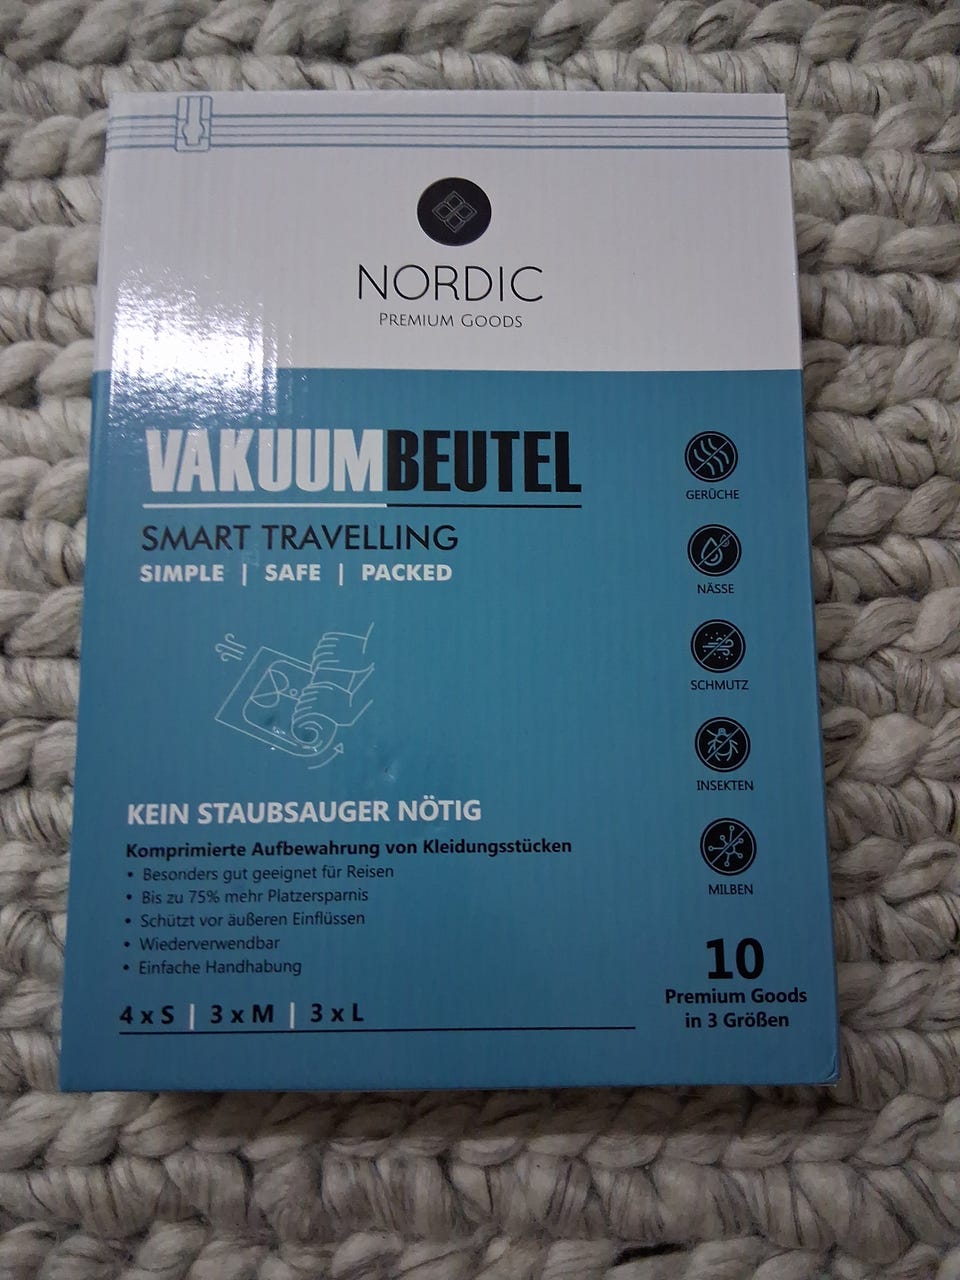 NORDIC
PREMIUM GOODS
VAKUUMBEUTEL
SMART TRAVELLING
SIMPLE | SAFE | PACKED
GERÜCHE
NÄSSE
SCHMUTZ
INSEKTEN
MILBEN
KEIN STAUBSAUGER NÖTIG
Komprimierte Aufbewahrung von Kleidungsstücken
• Besonders gut geeignet für Reisen
• Bis zu 75% mehr Platzersparnis
• Schützt vor äußeren Einflüssen
• Wiederverwendbar
• Einfache Handhabung
4 x S | 3 x M | 3 x L
10
Premium Goods
in 3 Größen